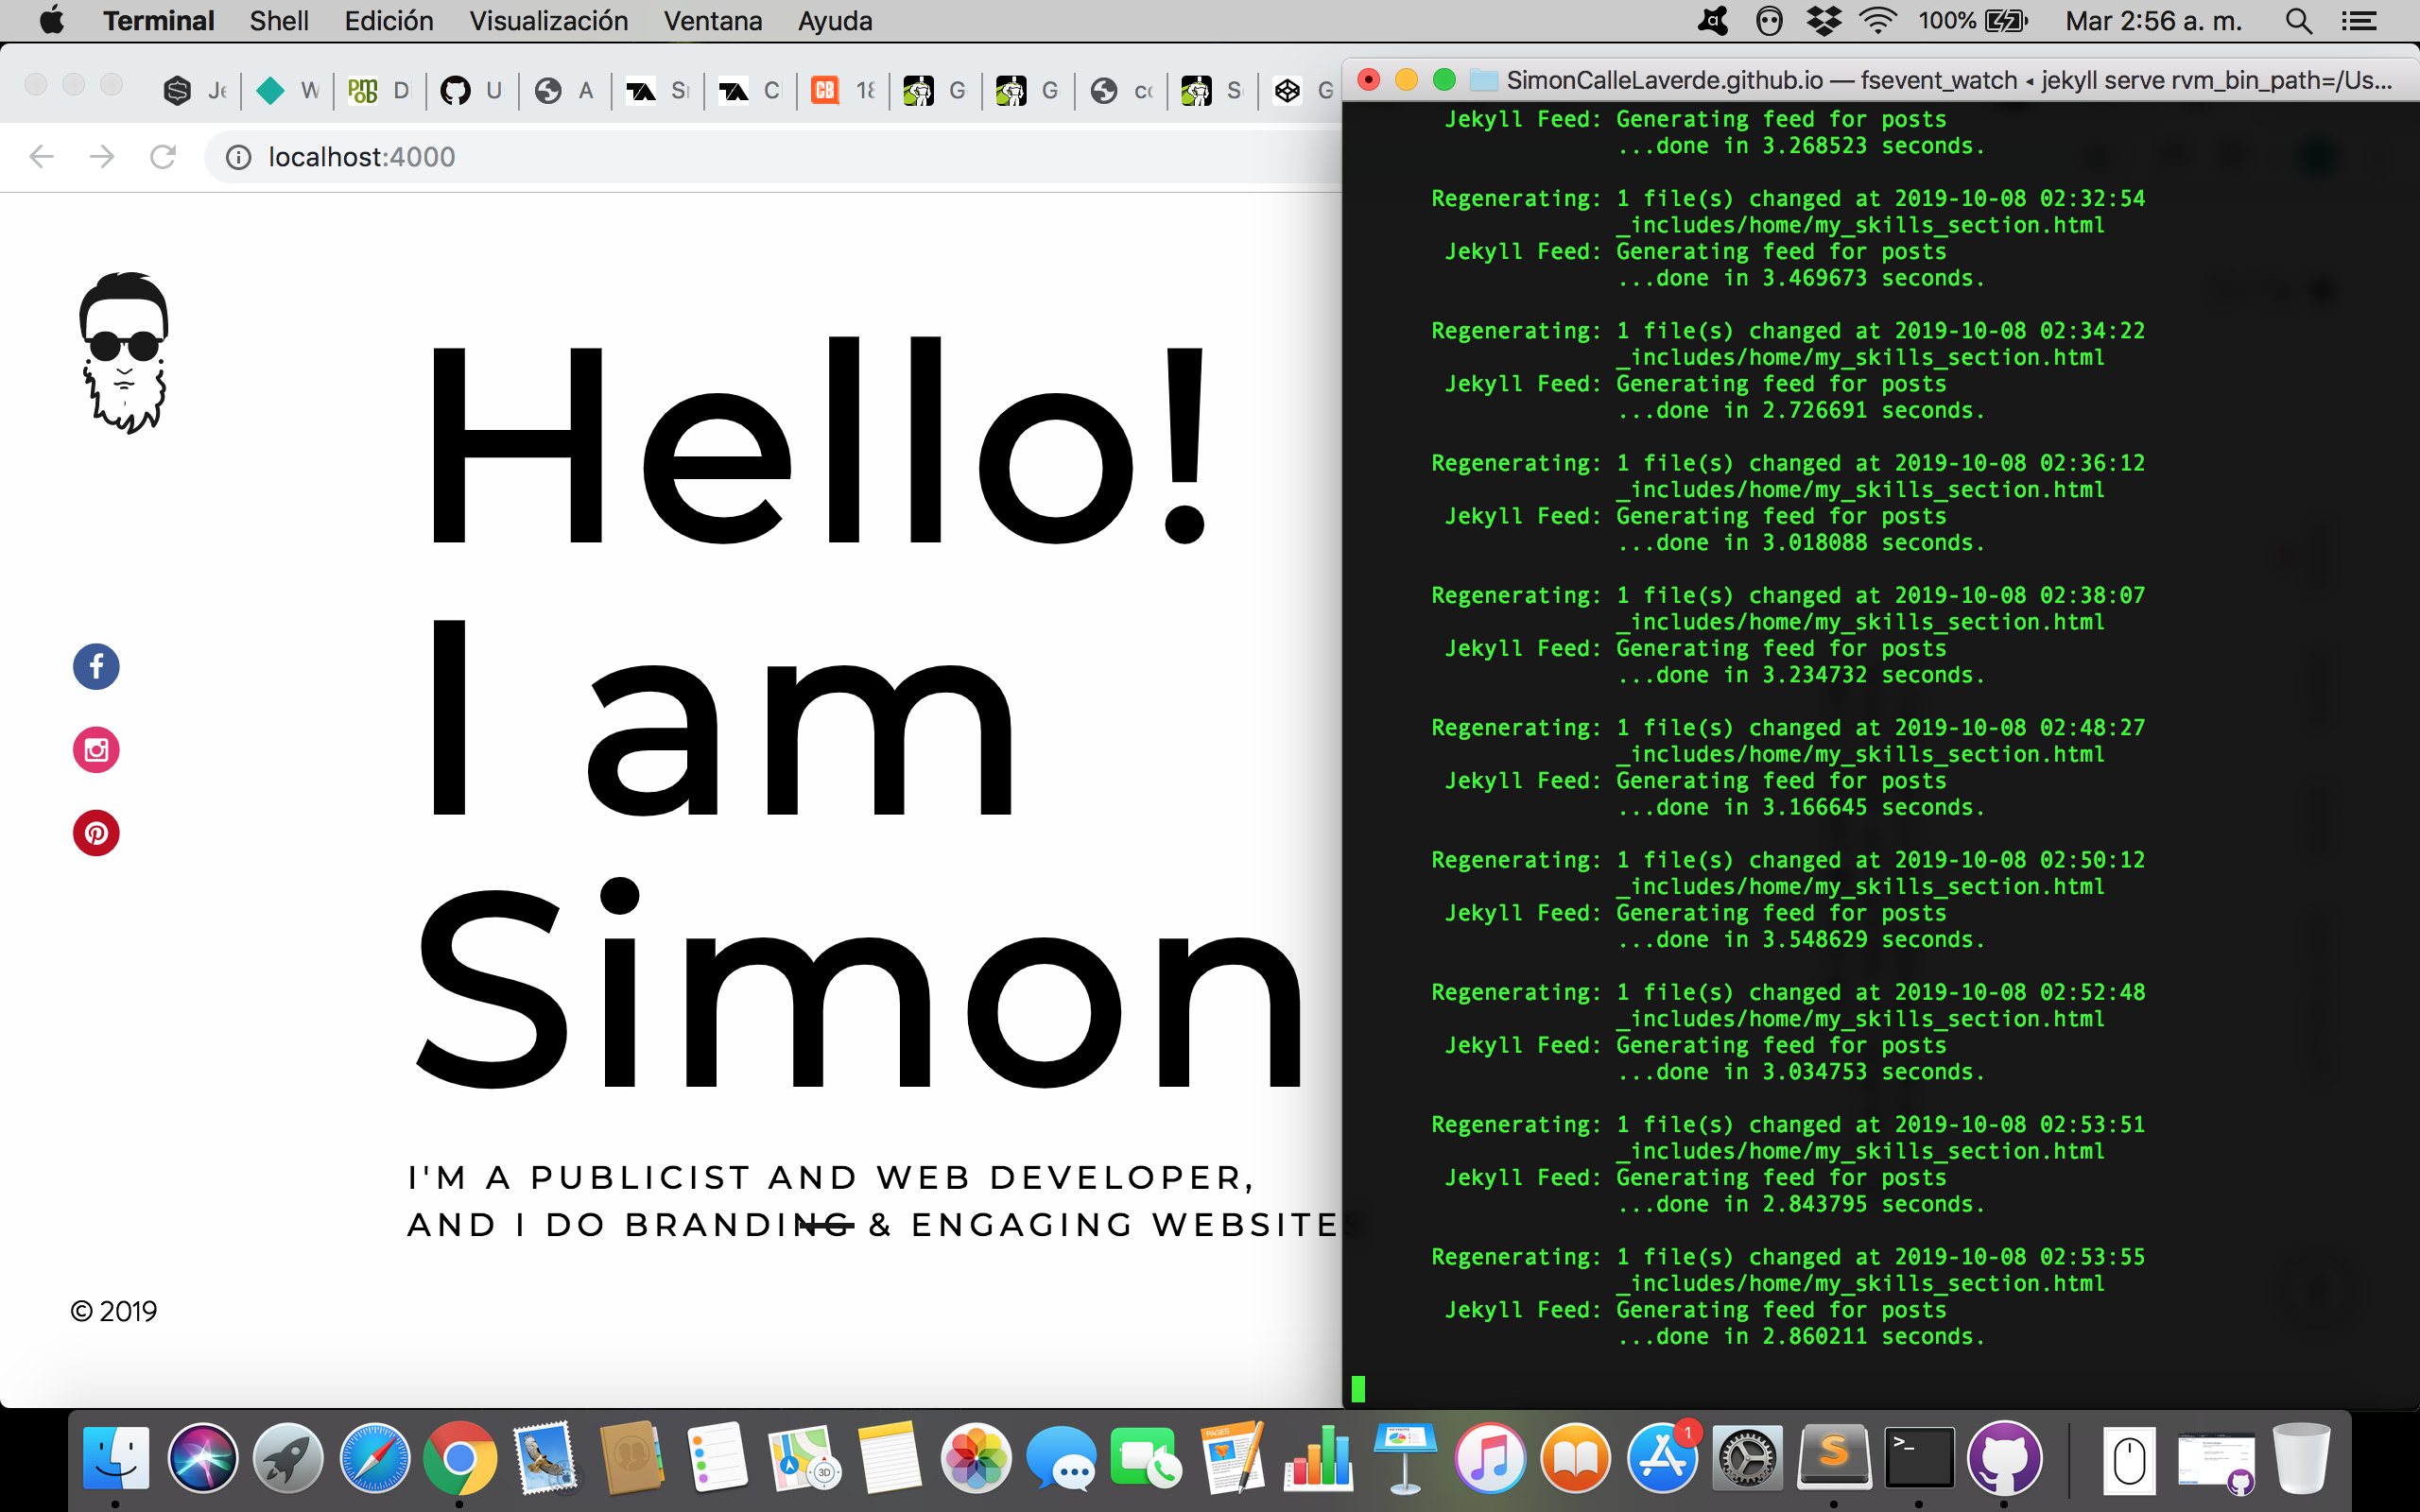 Terminal Shell Edición Visualización Ventana Ayuda 100% Mar 2:56 a. m.
W D U A S C 18 G G S G
localhost:4000
Hello!
I am
Simon
I'M A PUBLICIST AND WEB DEVELOPER,
AND I DO BRANDING & ENGAGING WEBSITES
© 2019
SimonCalleLaverde.github.io — fsevent_watch ◂ jekyll serve rvm_bin_path=/Us...
Jekyll Feed: Generating feed for posts
...done in 3.268523 seconds.
Regenerating: 1 file(s) changed at 2019-10-08 02:32:54
_includes/home/my_skills_section.html
Jekyll Feed: Generating feed for posts
...done in 3.469673 seconds.
Regenerating: 1 file(s) changed at 2019-10-08 02:34:22
_includes/home/my_skills_section.html
Jekyll Feed: Generating feed for posts
...done in 2.726691 seconds.
Regenerating: 1 file(s) changed at 2019-10-08 02:36:12
_includes/home/my_skills_section.html
Jekyll Feed: Generating feed for posts
...done in 3.018088 seconds.
Regenerating: 1 file(s) changed at 2019-10-08 02:38:07
_includes/home/my_skills_section.html
Jekyll Feed: Generating feed for posts
...done in 3.234732 seconds.
Regenerating: 1 file(s) changed at 2019-10-08 02:48:27
_includes/home/my_skills_section.html
Jekyll Feed: Generating feed for posts
...done in 3.166645 seconds.
Regenerating: 1 file(s) changed at 2019-10-08 02:50:12
_includes/home/my_skills_section.html
Jekyll Feed: Generating feed for posts
...done in 3.548629 seconds.
Regenerating: 1 file(s) changed at 2019-10-08 02:52:48
_includes/home/my_skills_section.html
Jekyll Feed: Generating feed for posts
...done in 3.034753 seconds.
Regenerating: 1 file(s) changed at 2019-10-08 02:53:51
_includes/home/my_skills_section.html
Jekyll Feed: Generating feed for posts
...done in 2.843795 seconds.
Regenerating: 1 file(s) changed at 2019-10-08 02:53:55
_includes/home/my_skills_section.html
Jekyll Feed: Generating feed for posts
...done in 2.860211 seconds.
3D
PAGES
1